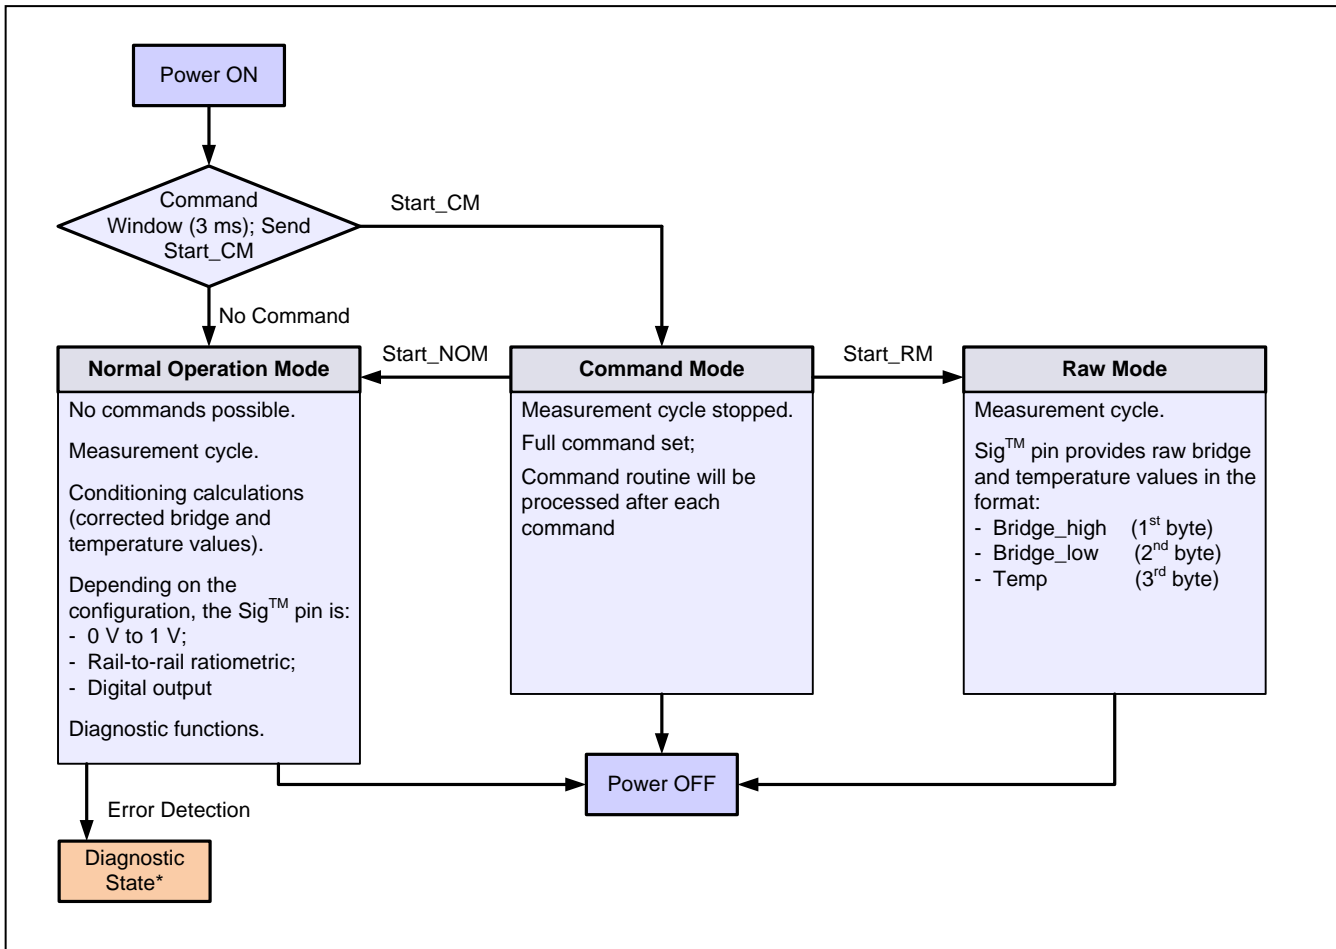 Power ON
Command
Window (3 ms); Send
Start_CM
Start_CM
No Command
Normal Operation Mode
No commands possible.
Measurement cycle.
Conditioning calculations
(corrected bridge and
temperature values).
Depending on the
configuration, the Sig™ pin is:
- 0 V to 1 V;
- Rail-to-rail ratiometric;
- Digital output
Diagnostic functions.
Start_NOM
Command Mode
Measurement cycle stopped.
Full command set;
Command routine will be
processed after each
command
Start_RM
Raw Mode
Measurement cycle.
Sig™ pin provides raw bridge
and temperature values in the
format:
- Bridge_high (1st byte)
- Bridge_low (2nd byte)
- Temp (3rd byte)
Power OFF
Error Detection
Diagnostic
State*